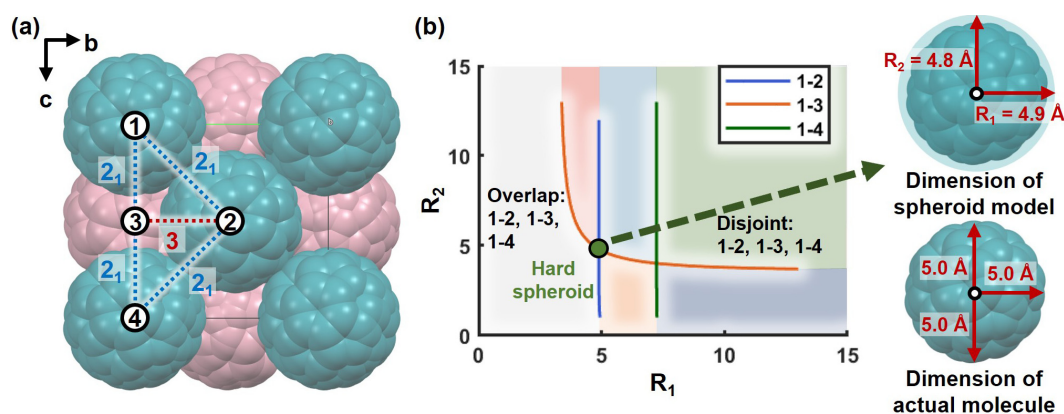 (a)
b
c
1
2₁
2₁
3
2
3
2₁
2₁
4
(b)
15
10
5
0
R₂
0
5
10
15
R₁
1-2
1-3
1-4
Overlap:
1-2, 1-3,
1-4
Disjoint:
1-2, 1-3, 1-4
Hard
spheroid
R₂ = 4.8 Å
R₁ = 4.9 Å
Dimension of
spheroid model
5.0 Å
5.0 Å
5.0 Å
Dimension of
actual molecule